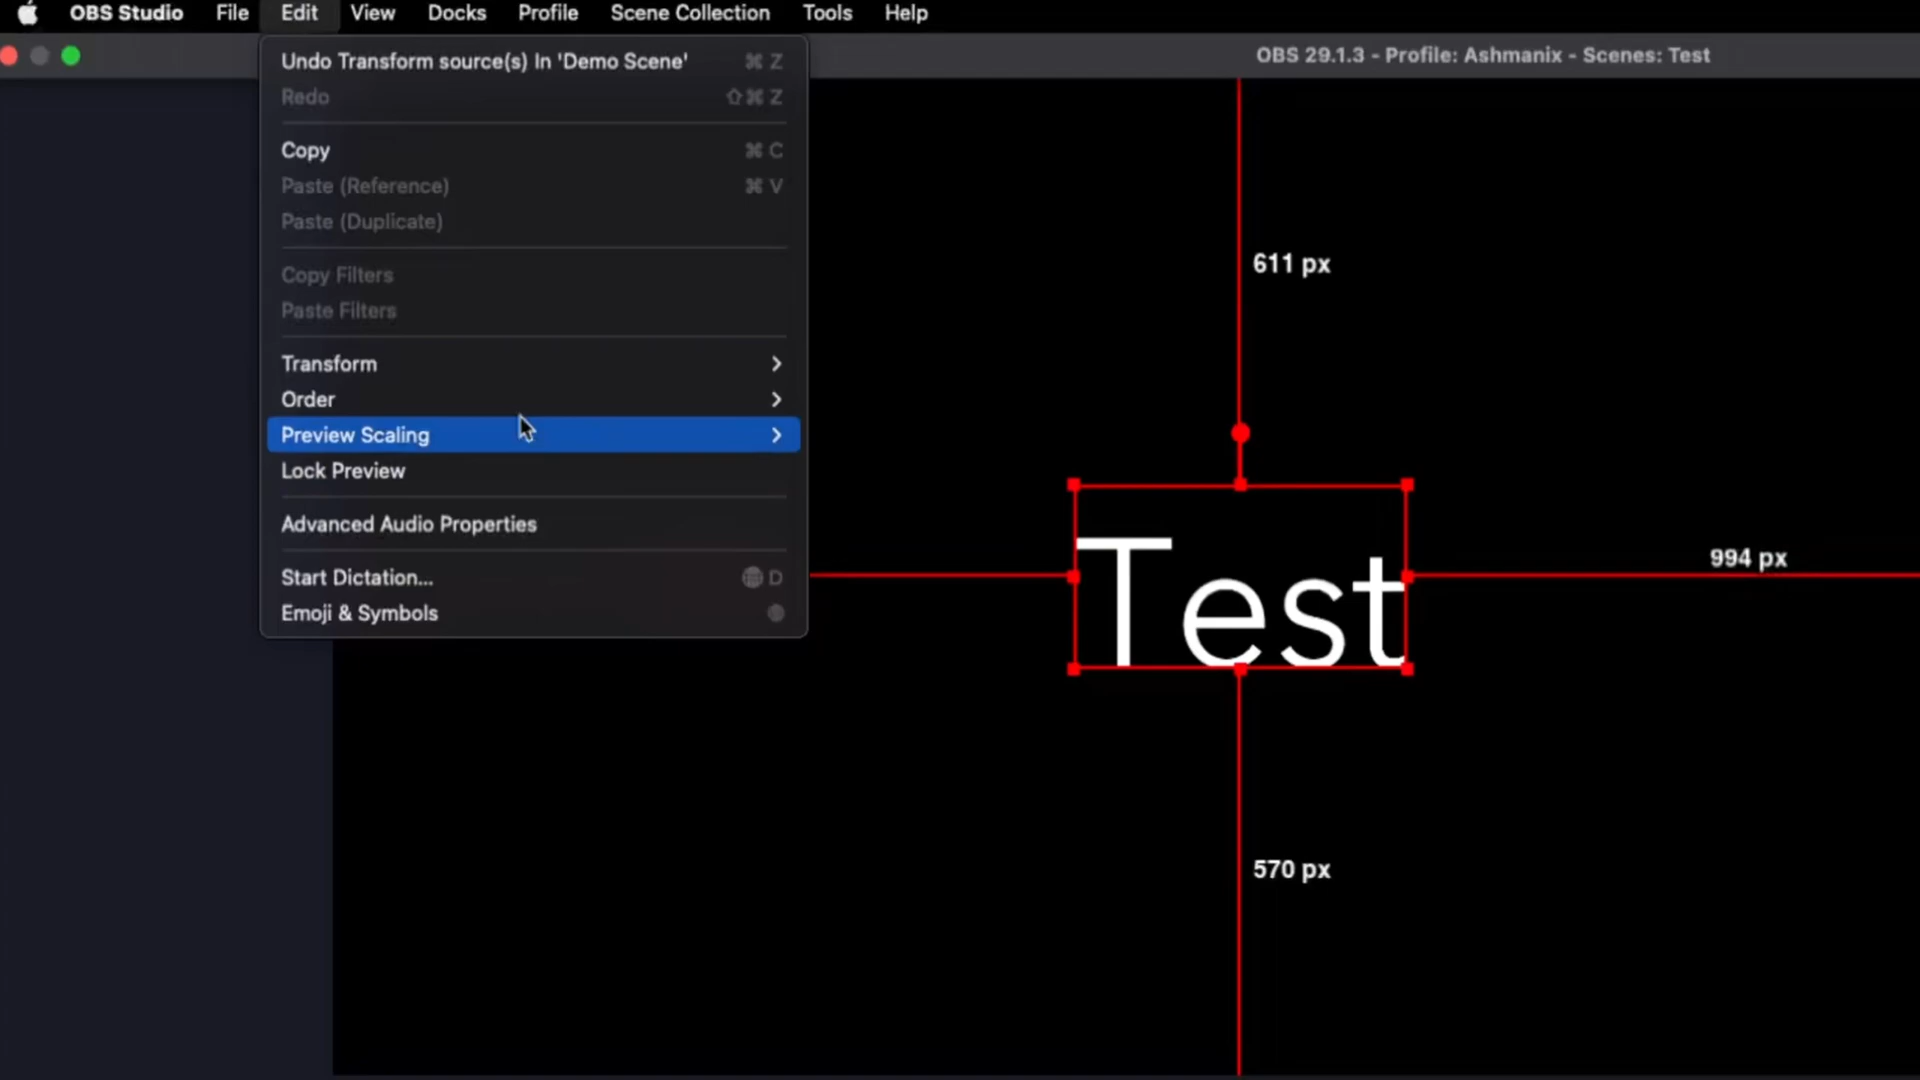 OBS Studio File Edit View Docks Profile Scene Collection Tools Help
OBS 29.1.3 - Profile: Ashmanix - Scenes: Test
Undo Transform source(s) in 'Demo Scene' ⌘ Z
Redo ⇧⌘ Z
Copy ⌘ C
Paste (Reference) ⌘ V
Paste (Duplicate)
Copy Filters
Paste Filters
Transform
Order
Preview Scaling
Lock Preview
Advanced Audio Properties
Start Dictation... D
Emoji & Symbols
611 px
994 px
Test
570 px